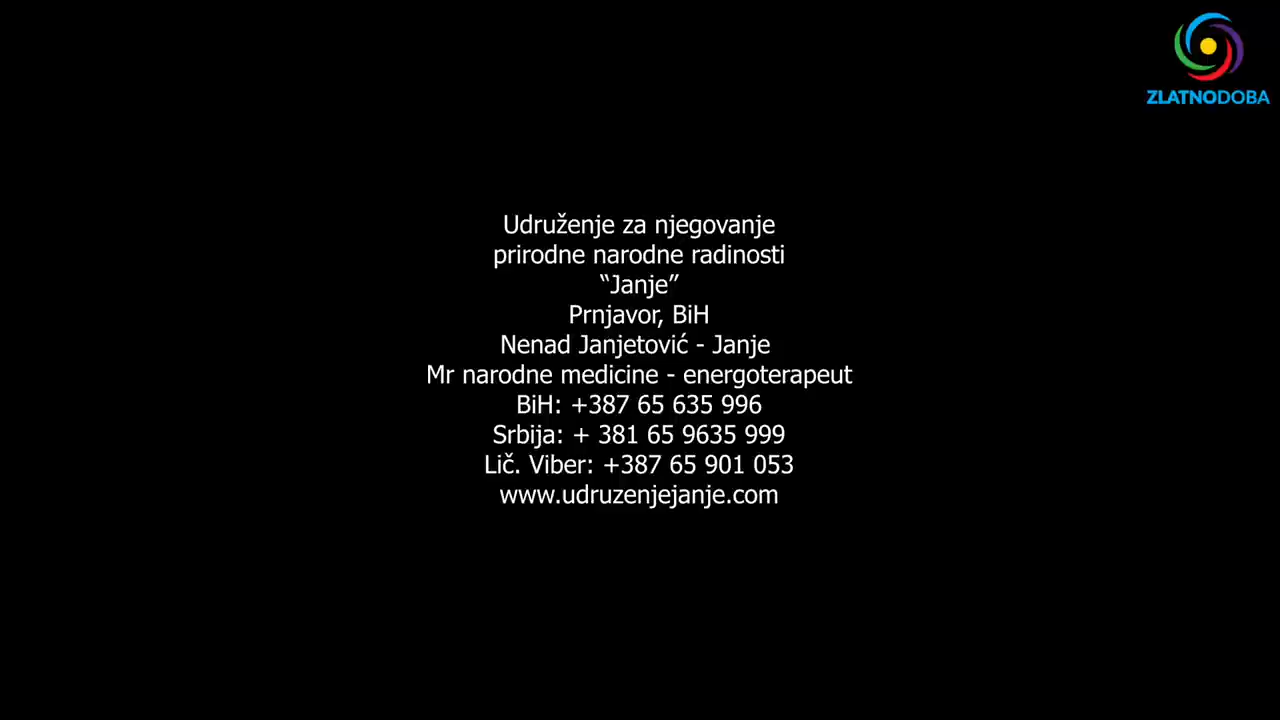 ZLATNODOBA
Udruženje za njegovanje
prirodne narodne radinosti
“Janje”
Prnjavor, BiH
Nenad Janjetović - Janje
Mr narodne medicine - energoterapeut
BiH: +387 65 635 996
Srbija: + 381 65 9635 999
Lič. Viber: +387 65 901 053
www.udruzenjejanje.com